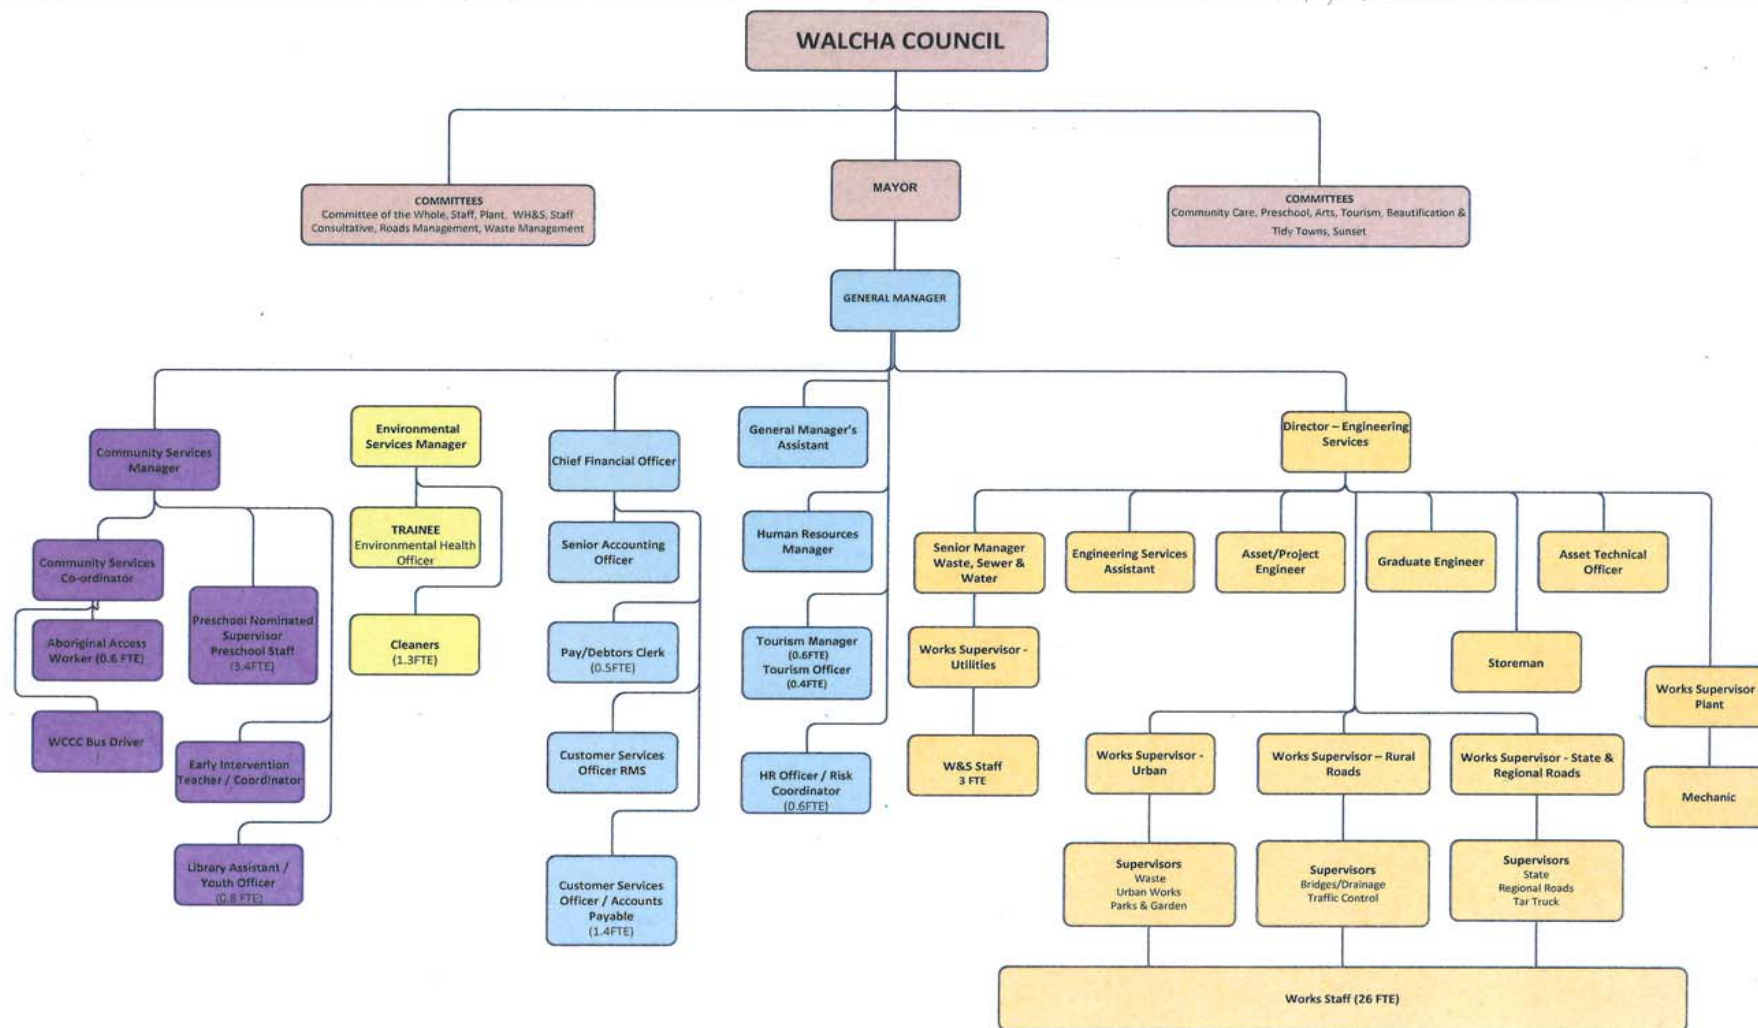 WALCHA COUNCIL
MAYOR
COMMITTEES
Committee of the Whole, Staff, Plant, WH&S, Staff
Consultative, Roads Management, Waste Management
COMMITTEES
Community Care, Preschool, Arts, Tourism, Beautification &
Tidy Towns, Sunset
GENERAL MANAGER
Community Services
Manager
Community Services
Co-ordinator
Aboriginal Access
Worker (0.6 FTE)
WCCC Bus Driver
Preschool Nominated
Supervisor
Preschool Staff
Early Intervention
Teacher / Coordinator
Library Assistant /
Youth Officer
(0.8 FTE)
Environmental
Services Manager
TRAINEE
Environmental Health
Officer
Cleaners
(1.3FTE)
Chief Financial Officer
Senior Accounting
Officer
Pay/Debtors Clerk
(0.5FTE)
Customer Services
Officer RMS
Customer Services
Officer / Accounts
Payable
(1.4FTE)
General Manager's
Assistant
Human Resources
Manager
Tourism Manager
(0.6FTE)
Tourism Officer
(0.4FTE)
HR Officer / Risk
Coordinator
(0.6FTE)
Director – Engineering
Services
Senior Manager
Waste, Sewer &
Water
Works Supervisor -
Utilities
W&S Staff
3 FTE
Engineering Services
Assistant
Asset/Project
Engineer
Graduate Engineer
Asset Technical
Officer
Storeman
Works Supervisor
Plant
Mechanic
Works Supervisor -
Urban
Works Supervisor – Rural
Roads
Works Supervisor - State &
Regional Roads
Supervisors
Waste
Urban Works
Parks & Garden
Supervisors
Bridges/Drainage
Traffic Control
Supervisors
State
Regional Roads
Tar Truck
Works Staff (26 FTE)